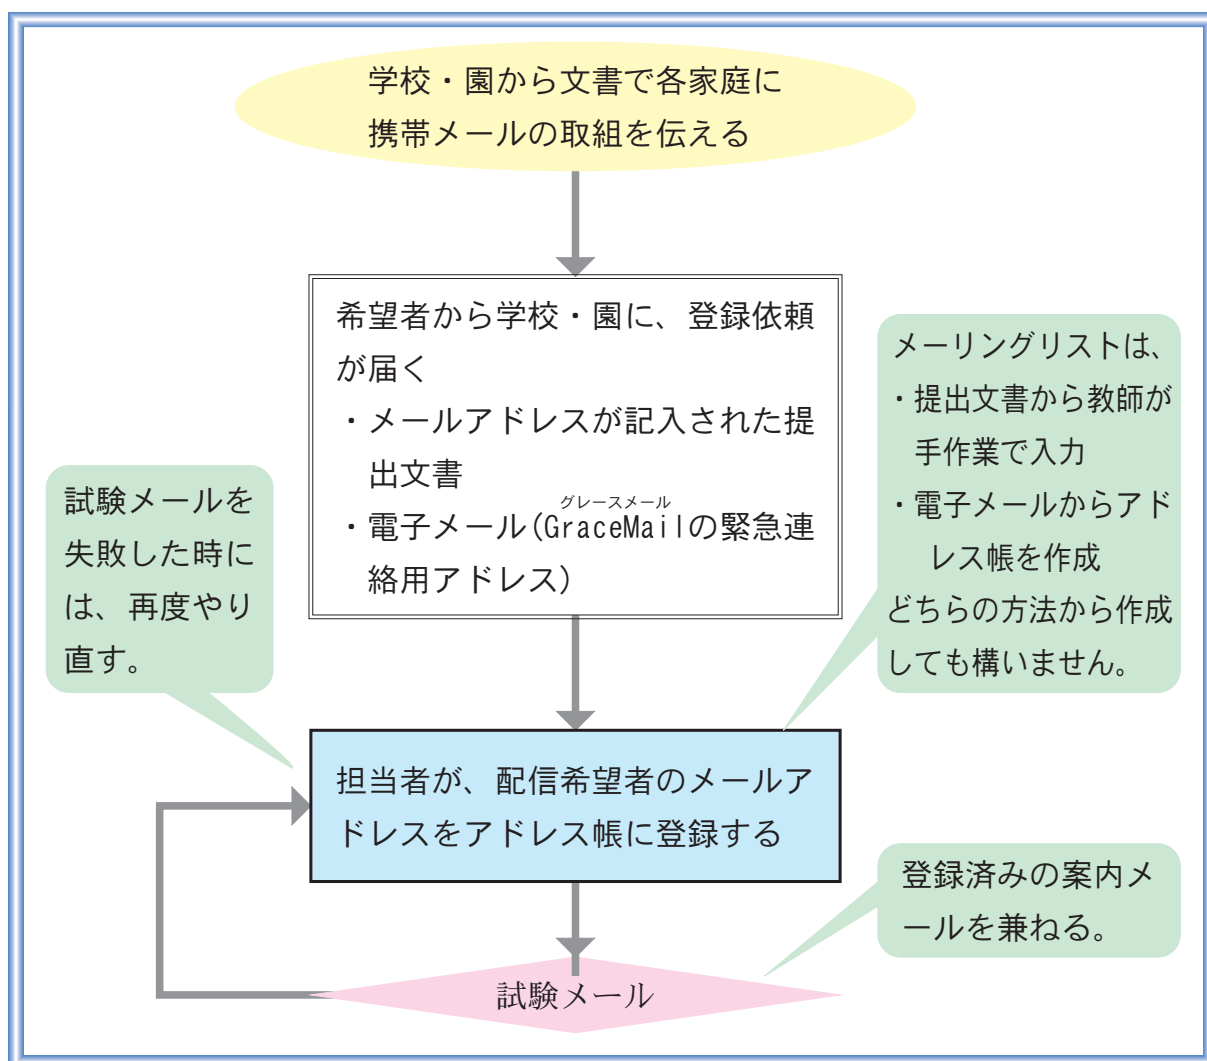 学校・園から文書で各家庭に
携帯メールの取組を伝える
希望者から学校・園に、登録依頼
が届く
・メールアドレスが記入された提
出文書
グレースメール
・電子メール(GraceMailの緊急連
絡用アドレス)
メーリングリストは、
・提出文書から教師が
手作業で入力
・電子メールからアド
レス帳を作成
どちらの方法から作成
しても構いません。
試験メールを
失敗した時に
は、再度やり
直す。
担当者が、配信希望者のメールア
ドレスをアドレス帳に登録する
登録済みの案内メ
ールを兼ねる。
試験メール